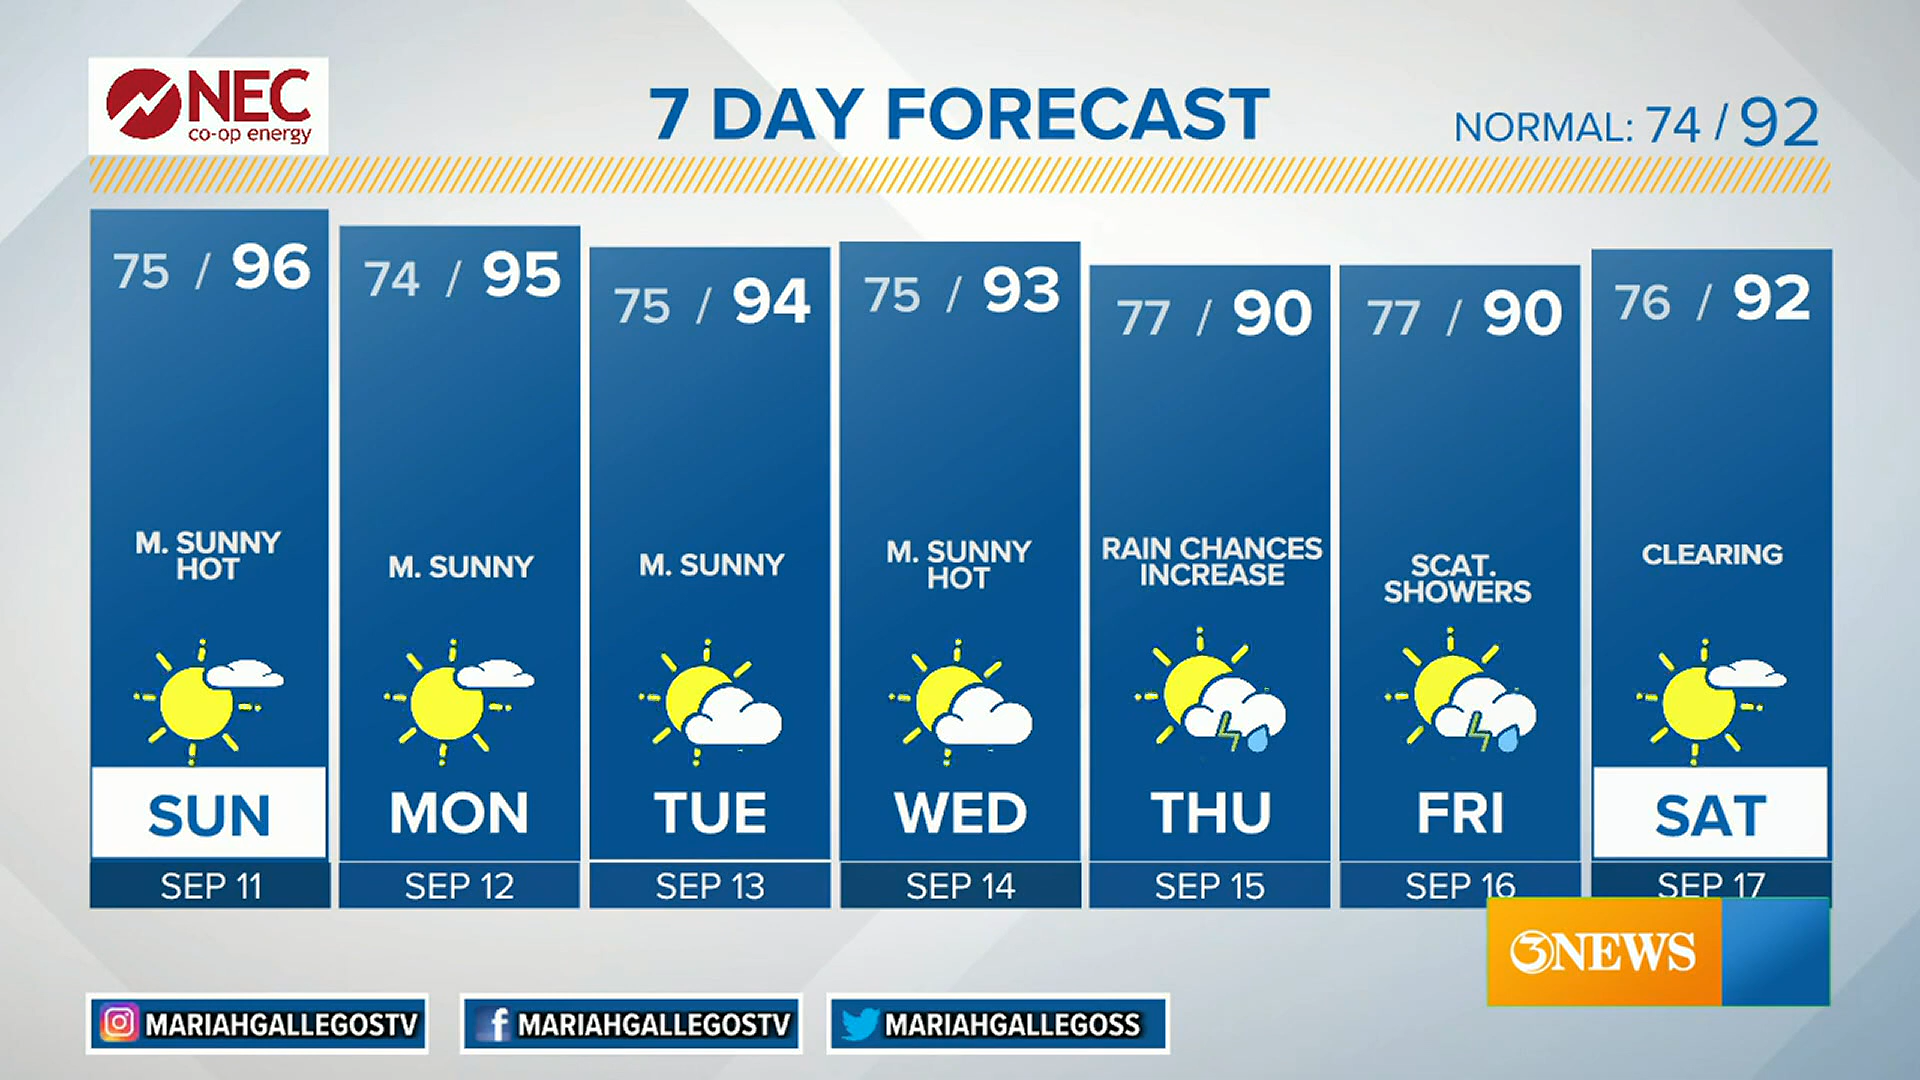 NEC
co-op energy
7 DAY FORECAST
NORMAL: 74 / 92
75 / 96
M. SUNNY
HOT
SUN
SEP 11
74 / 95
M. SUNNY
MON
SEP 12
75 / 94
M. SUNNY
TUE
SEP 13
75 / 93
M. SUNNY
HOT
WED
SEP 14
77 / 90
RAIN CHANCES
INCREASE
THU
SEP 15
77 / 90
SCAT.
SHOWERS
FRI
SEP 16
76 / 92
CLEARING
SAT
SEP 17
3NEWS
MARIAHGALLEGOSTV
f MARIAHGALLEGOSTV
MARIAHGALLEGOSS